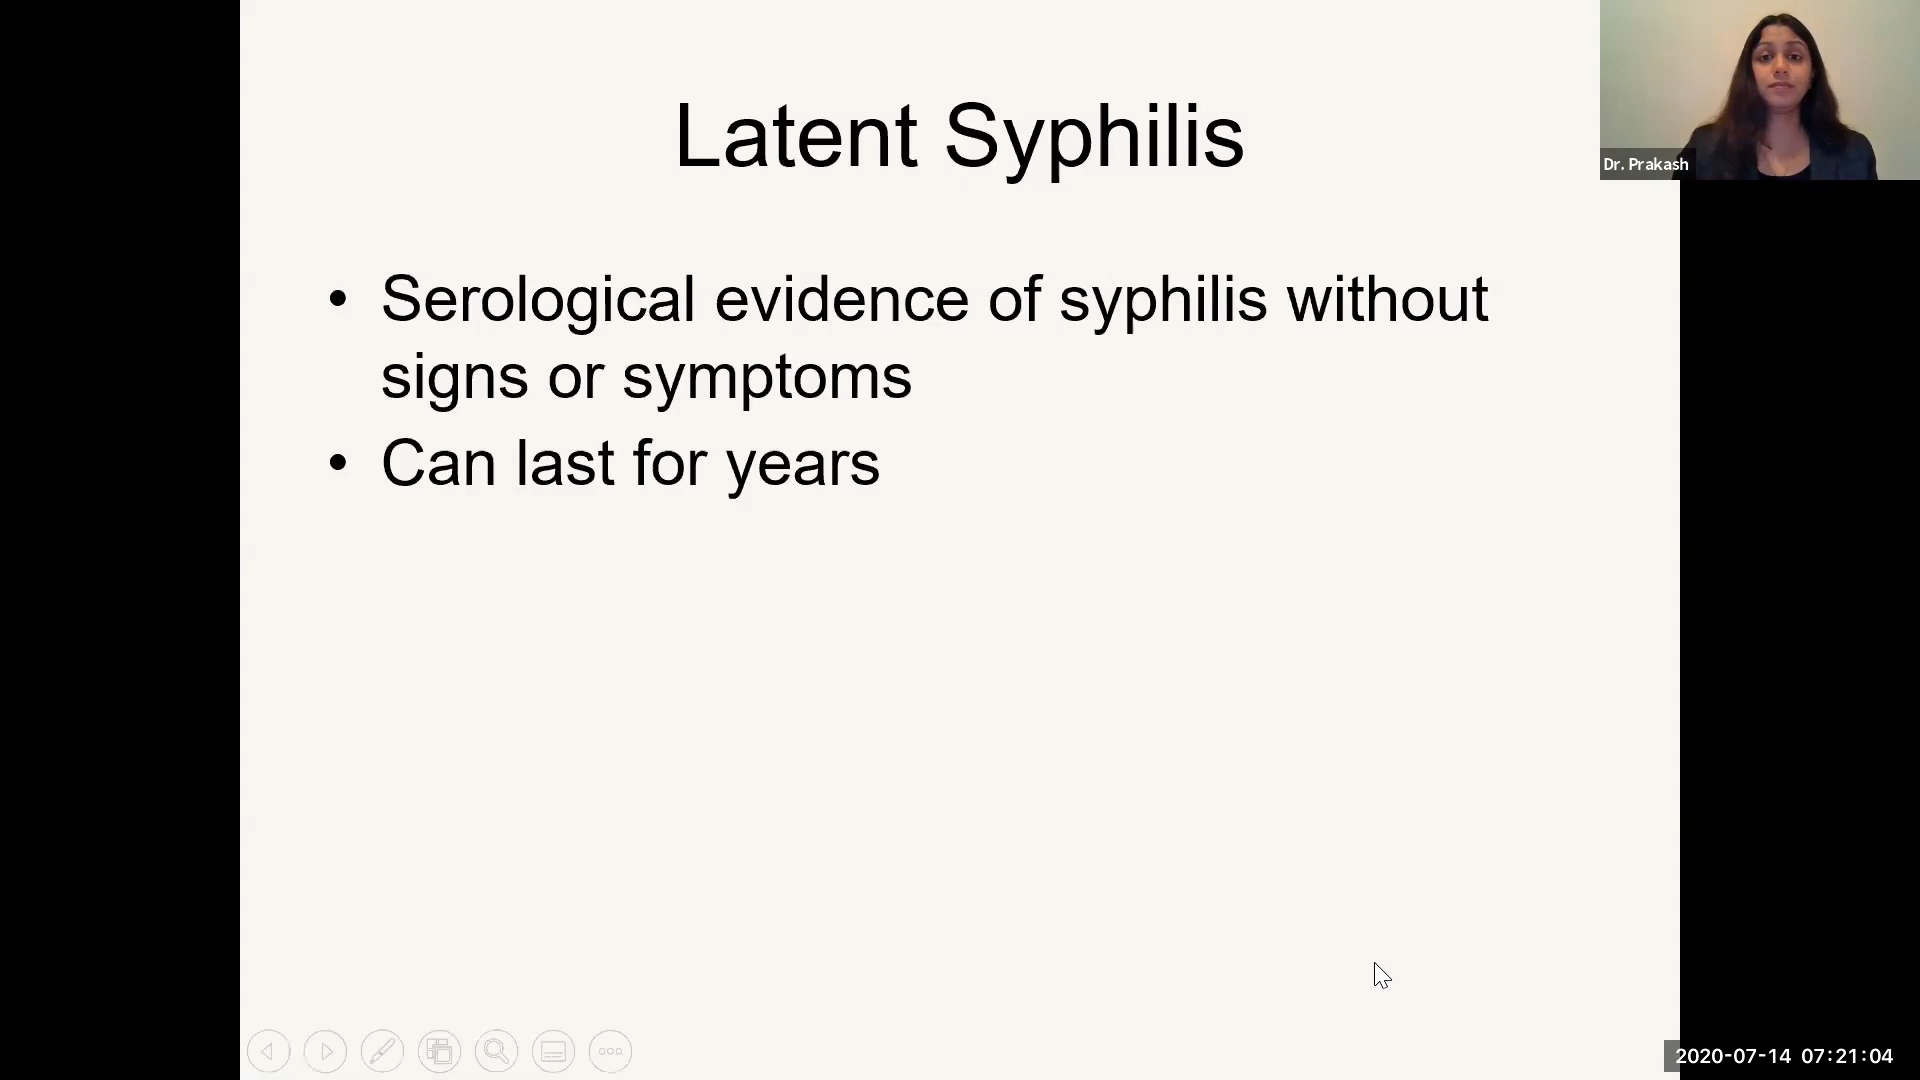 Latent Syphilis
• Serological evidence of syphilis without
signs or symptoms
• Can last for years
Dr. Prakash
2020-07-14 07:21:04